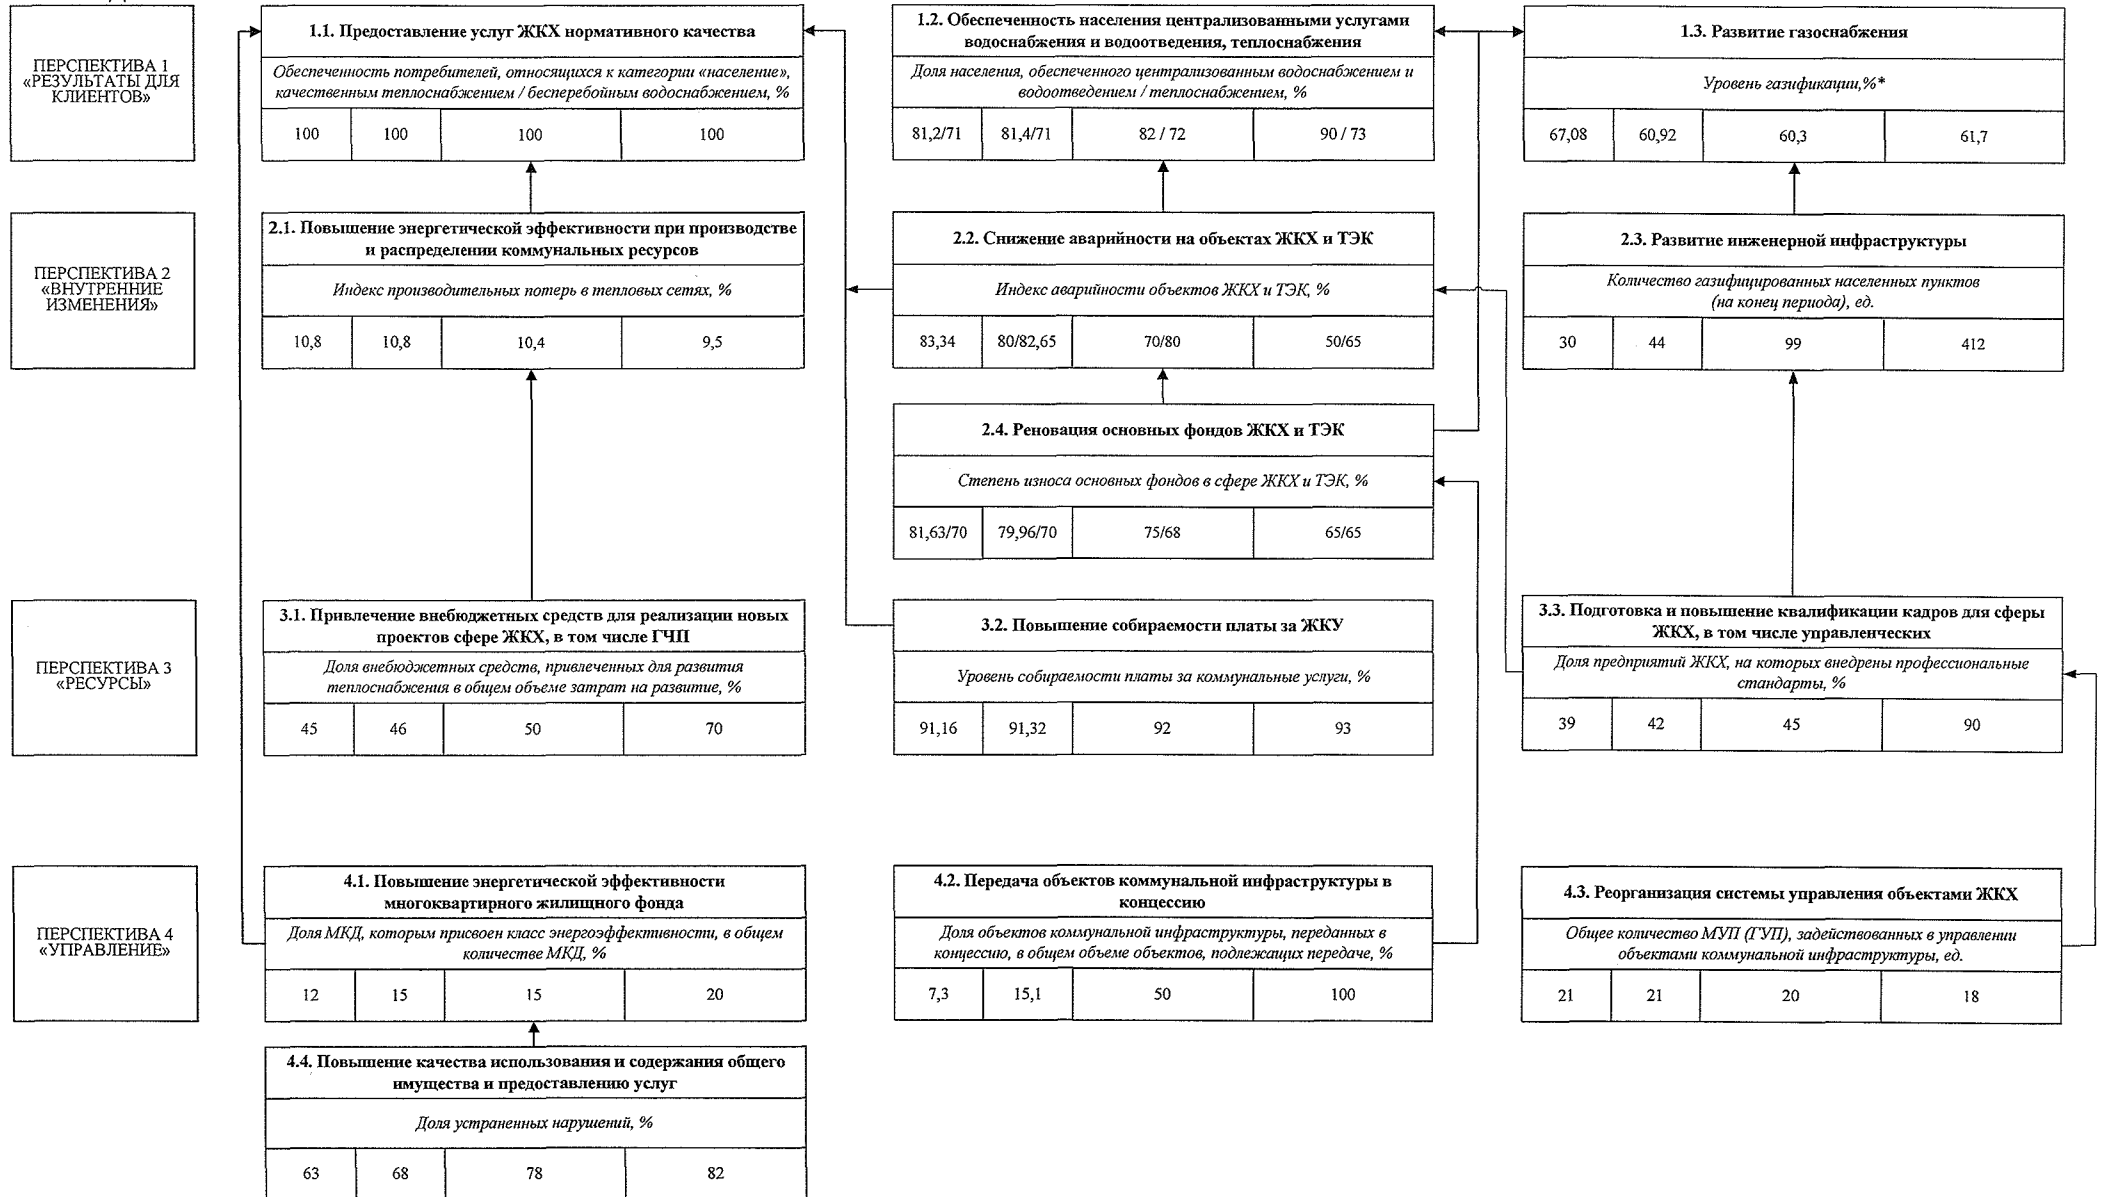 ПЕРСПЕКТИВА 1
«РЕЗУЛЬТАТЫ ДЛЯ
КЛИЕНТОВ»
1.1. Предоставление услуг ЖКХ нормативного качества
Обеспеченность потребителей, относящихся к категории «население»,
качественным теплоснабжением / бесперебойным водоснабжением, %
100 100 100 100
1.2. Обеспеченность населения централизованными услугами
водоснабжения и водоотведения, теплоснабжения
Доля населения, обеспеченного централизованным водоснабжением и
водоотведением / теплоснабжением, %
81,2/71 81,4/71 82 / 72 90 / 73
1.3. Развитие газоснабжения
Уровень газификации,%*
67,08 60,92 60,3 61,7
ПЕРСПЕКТИВА 2
«ВНУТРЕННИЕ
ИЗМЕНЕНИЯ»
2.1. Повышение энергетической эффективности при производстве
и распределении коммунальных ресурсов
Индекс производительных потерь в тепловых сетях, %
10,8 10,8 10,4 9,5
2.2. Снижение аварийности на объектах ЖКХ и ТЭК
Индекс аварийности объектов ЖКХ и ТЭК, %
83,34 80/82,65 70/80 50/65
2.3. Развитие инженерной инфраструктуры
Количество газифицированных населенных пунктов
(на конец периода), ед.
30 44 99 412
2.4. Реновация основных фондов ЖКХ и ТЭК
Степень износа основных фондов в сфере ЖКХ и ТЭК, %
81,63/70 79,96/70 75/68 65/65
ПЕРСПЕКТИВА 3
«РЕСУРСЫ»
3.1. Привлечение внебюджетных средств для реализации новых
проектов сфере ЖКХ, в том числе ГЧП
Доля внебюджетных средств, привлеченных для развития
теплоснабжения в общем объеме затрат на развитие, %
45 46 50 70
3.2. Повышение собираемости платы за ЖКУ
Уровень собираемости платы за коммунальные услуги, %
91,16 91,32 92 93
3.3. Подготовка и повышение квалификации кадров для сферы
ЖКХ, в том числе управленческих
Доля предприятий ЖКХ, на которых внедрены профессиональные
стандарты, %
39 42 45 90
ПЕРСПЕКТИВА 4
«УПРАВЛЕНИЕ»
4.1. Повышение энергетической эффективности
многоквартирного жилищного фонда
Доля МКД, которым присвоен класс энергоэффективности, в общем
количестве МКД, %
12 15 15 20
4.2. Передача объектов коммунальной инфраструктуры в
концессию
Доля объектов коммунальной инфраструктуры, переданных в
концессию, в общем объеме объектов, подлежащих передаче, %
7,3 15,1 50 100
4.3. Реорганизация системы управления объектами ЖКХ
Общее количество МУП (ГУП), задействованных в управлении
объектами коммунальной инфраструктуры, ед.
21 21 20 18
4.4. Повышение качества использования и содержания общего
имущества и предоставлению услуг
Доля устраненных нарушений, %
63 68 78 82